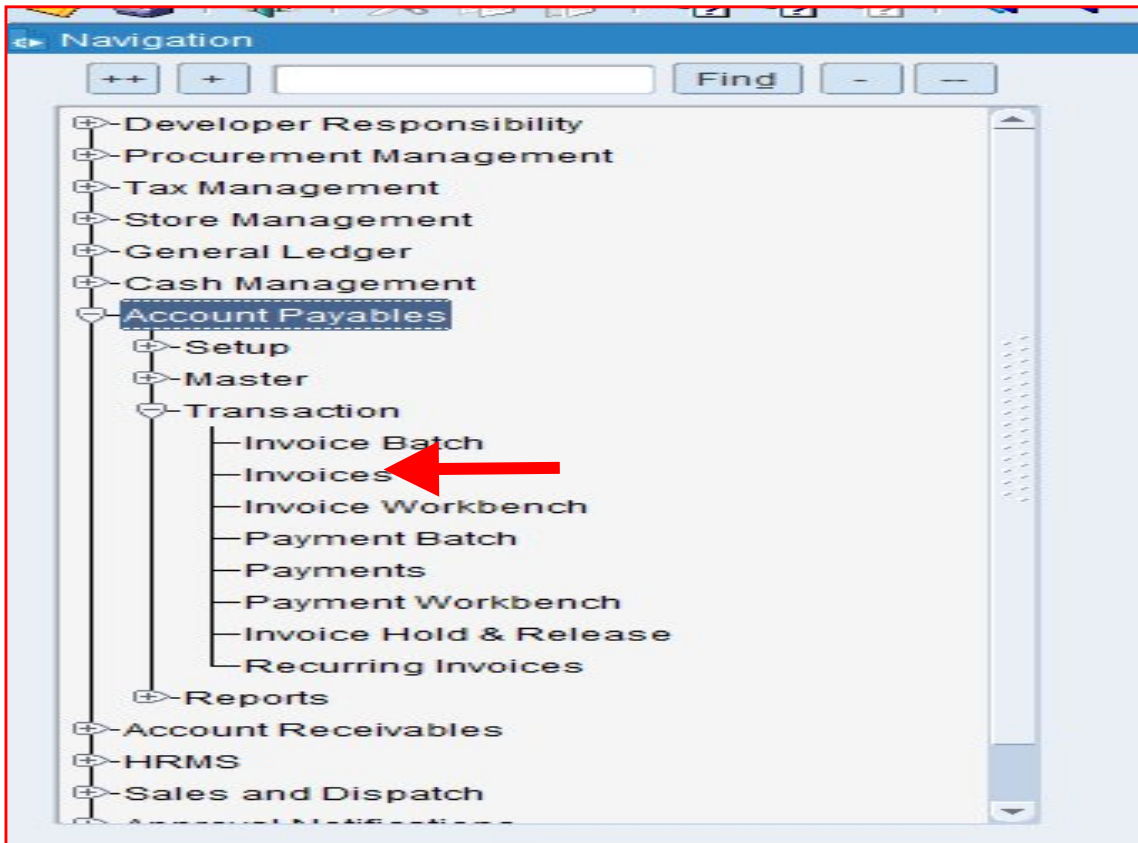 Navigation
++ + Find - --
Developer Responsibility
Procurement Management
Tax Management
Store Management
General Ledger
Cash Management
Account Payables
Setup
Master
Transaction
Invoice Batch
Invoices
Invoice Workbench
Payment Batch
Payments
Payment Workbench
Invoice Hold & Release
Recurring Invoices
Reports
Account Receivables
HRMS
Sales and Dispatch